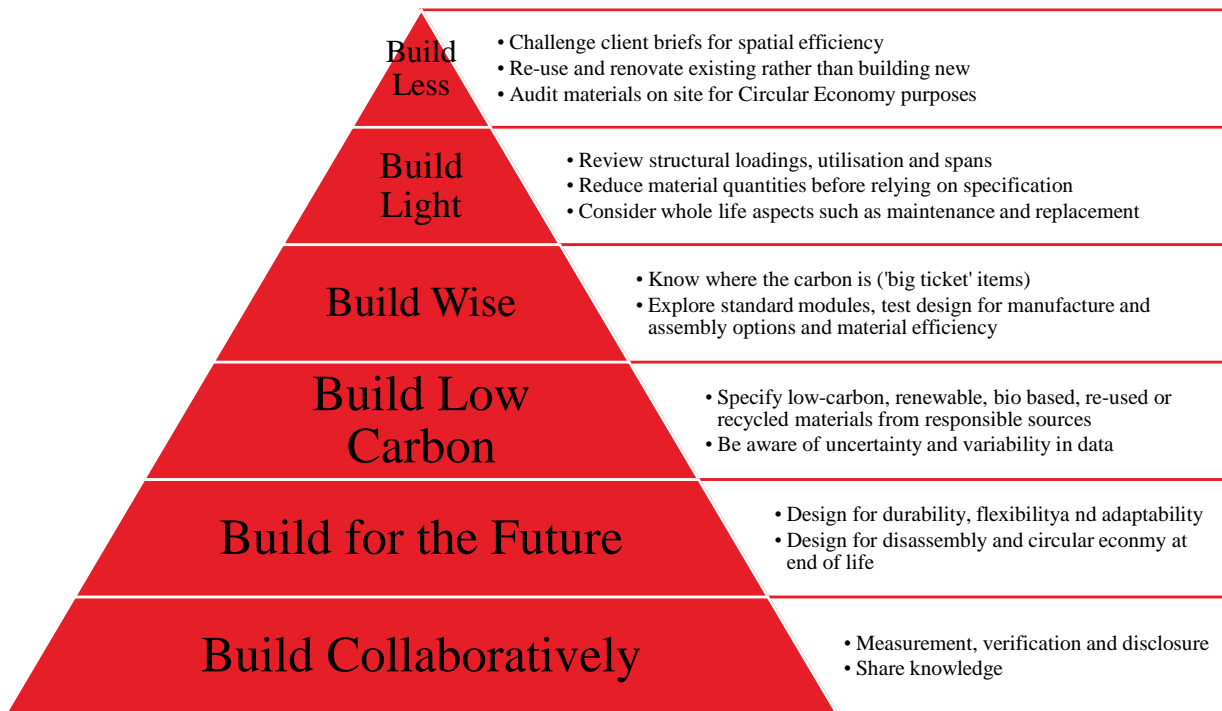 Build
Less
• Challenge client briefs for spatial efficiency
• Re-use and renovate existing rather than building new
• Audit materials on site for Circular Economy purposes
Build
Light
• Review structural loadings, utilisation and spans
• Reduce material quantities before relying on specification
• Consider whole life aspects such as maintenance and replacement
Build Wise
• Know where the carbon is ('big ticket' items)
• Explore standard modules, test design for manufacture and
assembly options and material efficiency
Build Low
Carbon
• Specify low-carbon, renewable, bio based, re-used or
recycled materials from responsible sources
• Be aware of uncertainty and variability in data
Build for the Future
• Design for durability, flexibilitya nd adaptability
• Design for disassembly and circular econmy at
end of life
Build Collaboratively
• Measurement, verification and disclosure
• Share knowledge